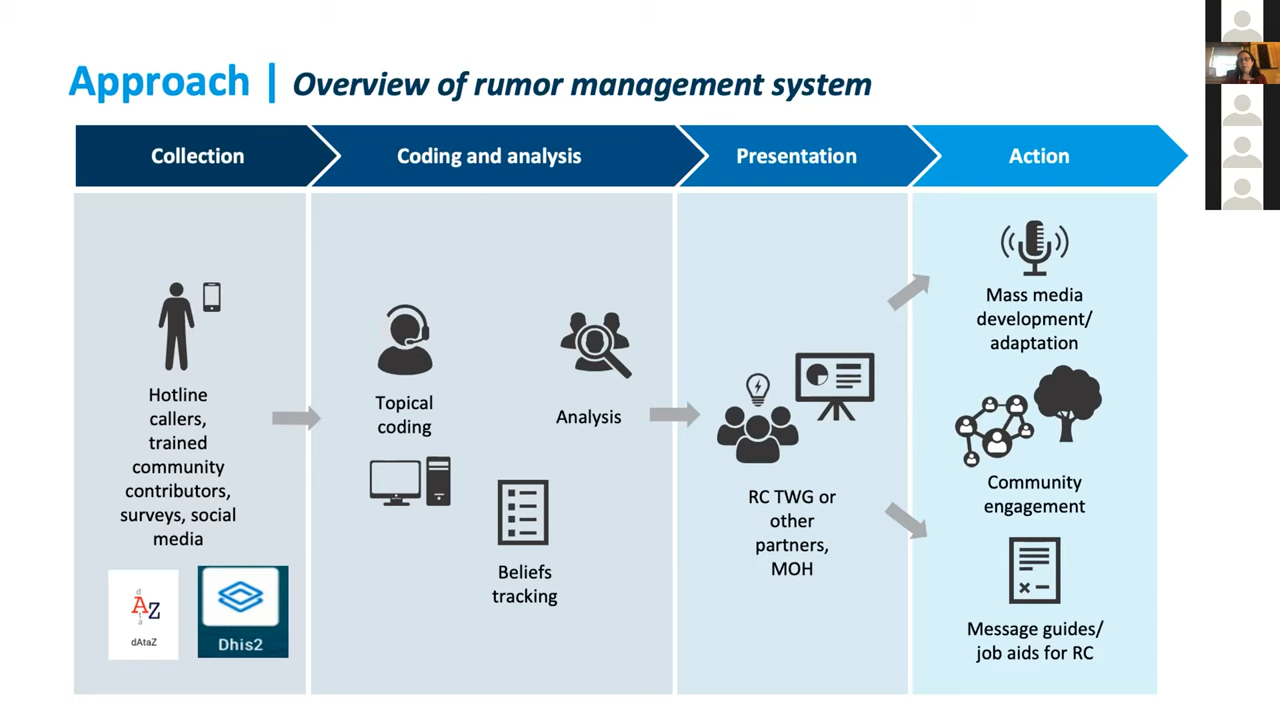 Approach | Overview of rumor management system
Collection
Coding and analysis
Presentation
Action
Hotline
callers,
trained
community
contributors,
surveys, social
media
d
AZ
t
a
dAtaZ
Dhis2
Topical
coding
Analysis
Beliefs
tracking
RC TWG or
other
partners,
MOH
Mass media
development/
adaptation
Community
engagement
Message guides/
job aids for RC